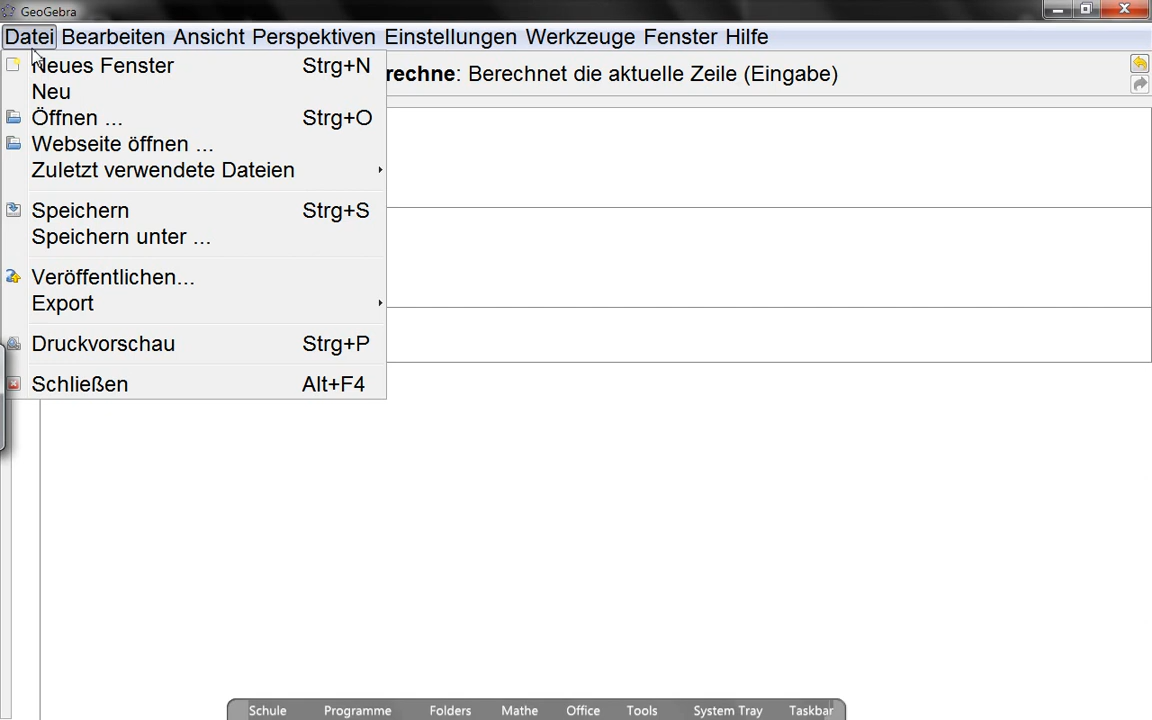 GeoGebra
Datei Bearbeiten Ansicht Perspektiven Einstellungen Werkzeuge Fenster Hilfe
rechne: Berechnet die aktuelle Zeile (Eingabe)
Neues Fenster Strg+N
Neu
Öffnen ... Strg+O
Webseite öffnen ...
Zuletzt verwendete Dateien
Speichern Strg+S
Speichern unter ...
Veröffentlichen...
Export
Druckvorschau Strg+P
Schließen Alt+F4
Schule Programme Folders Mathe Office Tools System Tray Taskbar